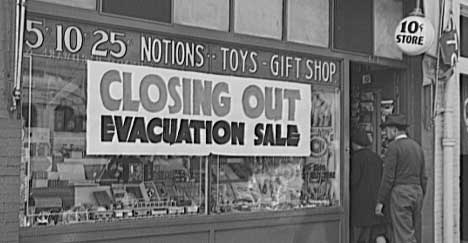 5¢ 10 25 NOTIONS-TOYS-GIFT SHOP
CLOSING OUT
EVACUATION SALE
10¢
STORE